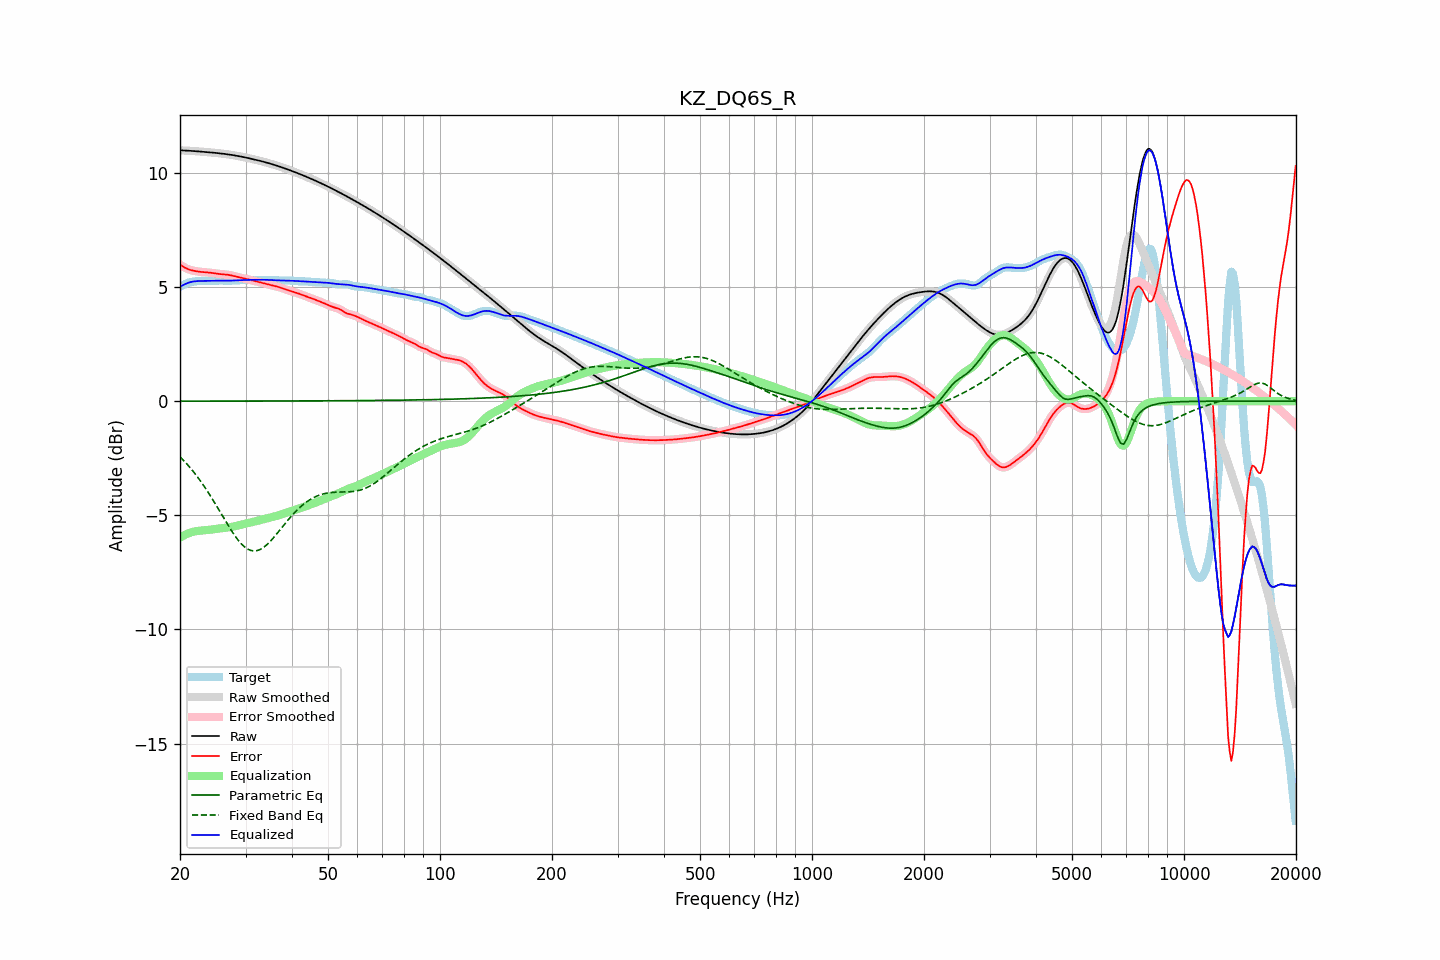 KZ_DQ6S_R
Amplitude (dBr)
10
5
0
−5
−10
−15
Target
Raw Smoothed
Error Smoothed
Raw
Error
Equalization
Parametric Eq
Fixed Band Eq
Equalized
20 50 100 200 500 1000 2000 5000 10000 20000
Frequency (Hz)